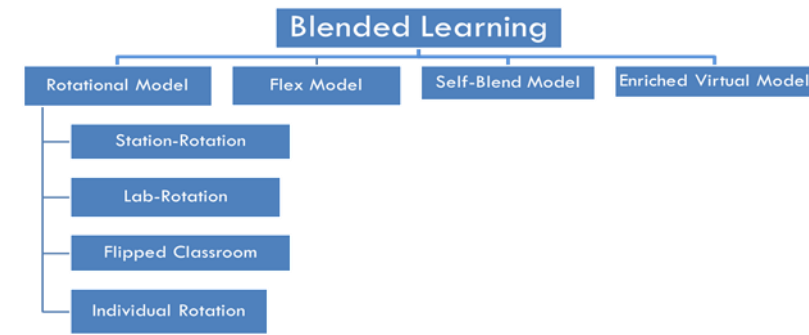 Blended Learning
Rotational Model
Flex Model
Self-Blend Model
Enriched Virtual Model
Station-Rotation
Lab-Rotation
Flipped Classroom
Individual Rotation